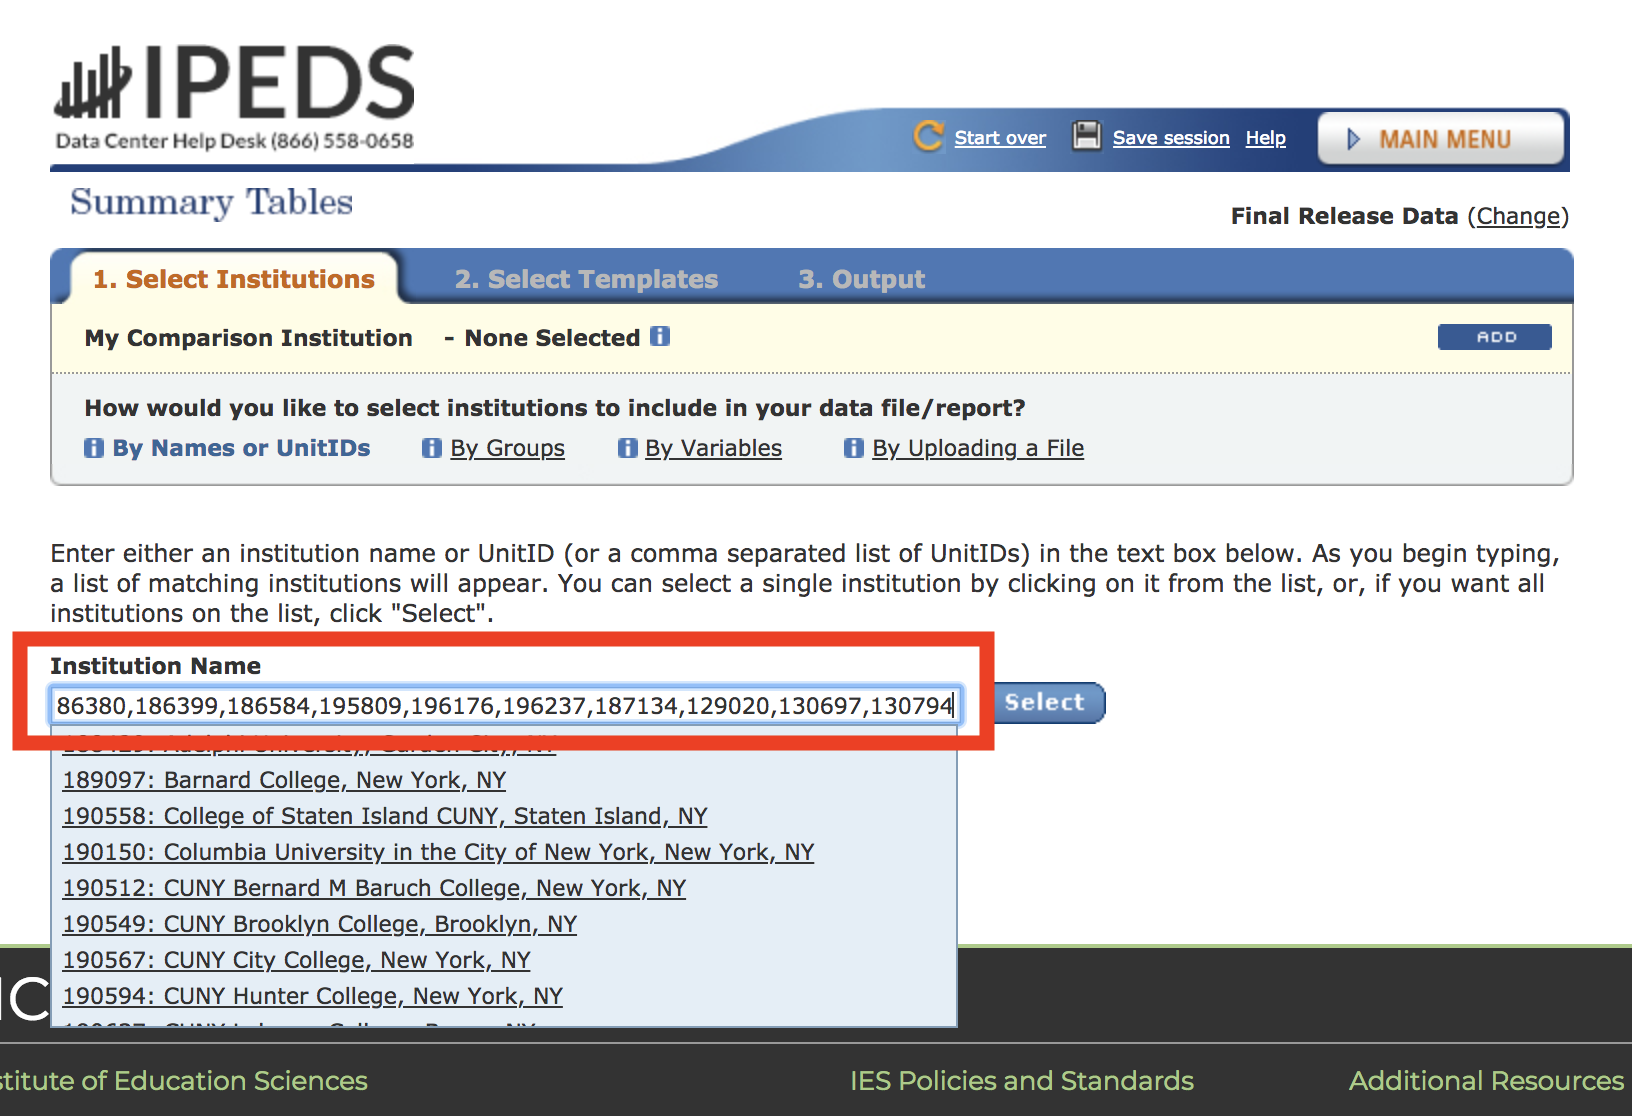 IPEDS
Data Center Help Desk (866) 558-0658
Start over Save session Help MAIN MENU
Summary Tables
Final Release Data (Change)
1. Select Institutions 2. Select Templates 3. Output
My Comparison Institution - None Selected ADD
How would you like to select institutions to include in your data file/report?
By Names or UnitIDs By Groups By Variables By Uploading a File
Enter either an institution name or UnitID (or a comma separated list of UnitIDs) in the text box below. As you begin typing,
a list of matching institutions will appear. You can select a single institution by clicking on it from the list, or, if you want all
institutions on the list, click "Select".
Institution Name
86380,186399,186584,195809,196176,196237,187134,129020,130697,130794 Select
189097: Barnard College, New York, NY
190558: College of Staten Island CUNY, Staten Island, NY
190150: Columbia University in the City of New York, New York, NY
190512: CUNY Bernard M Baruch College, New York, NY
190549: CUNY Brooklyn College, Brooklyn, NY
190567: CUNY City College, New York, NY
190594: CUNY Hunter College, New York, NY
stitute of Education Sciences IES Policies and Standards Additional Resources